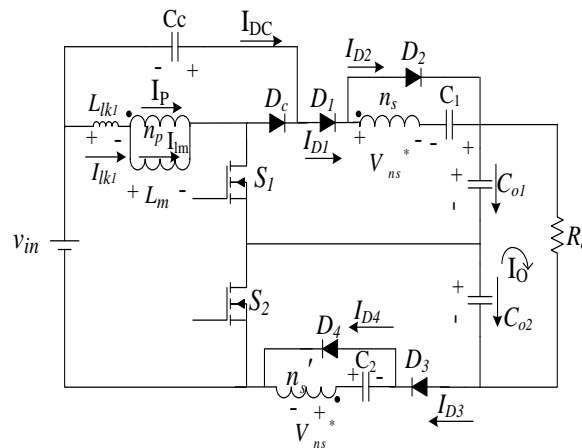 Cc
I_DC
I_D2 D_2
L_lk1
I_P
n_s C_1
D_c D_1
+ -
n_p
I_lm
I_D1
V_ns*
I_lk1
+ L_m -
S_1
C_o1
v_in
R
I_O
S_2
C_o2
D_4 I_D4
n_s' C_2 D_3
- +
V_ns*
I_D3